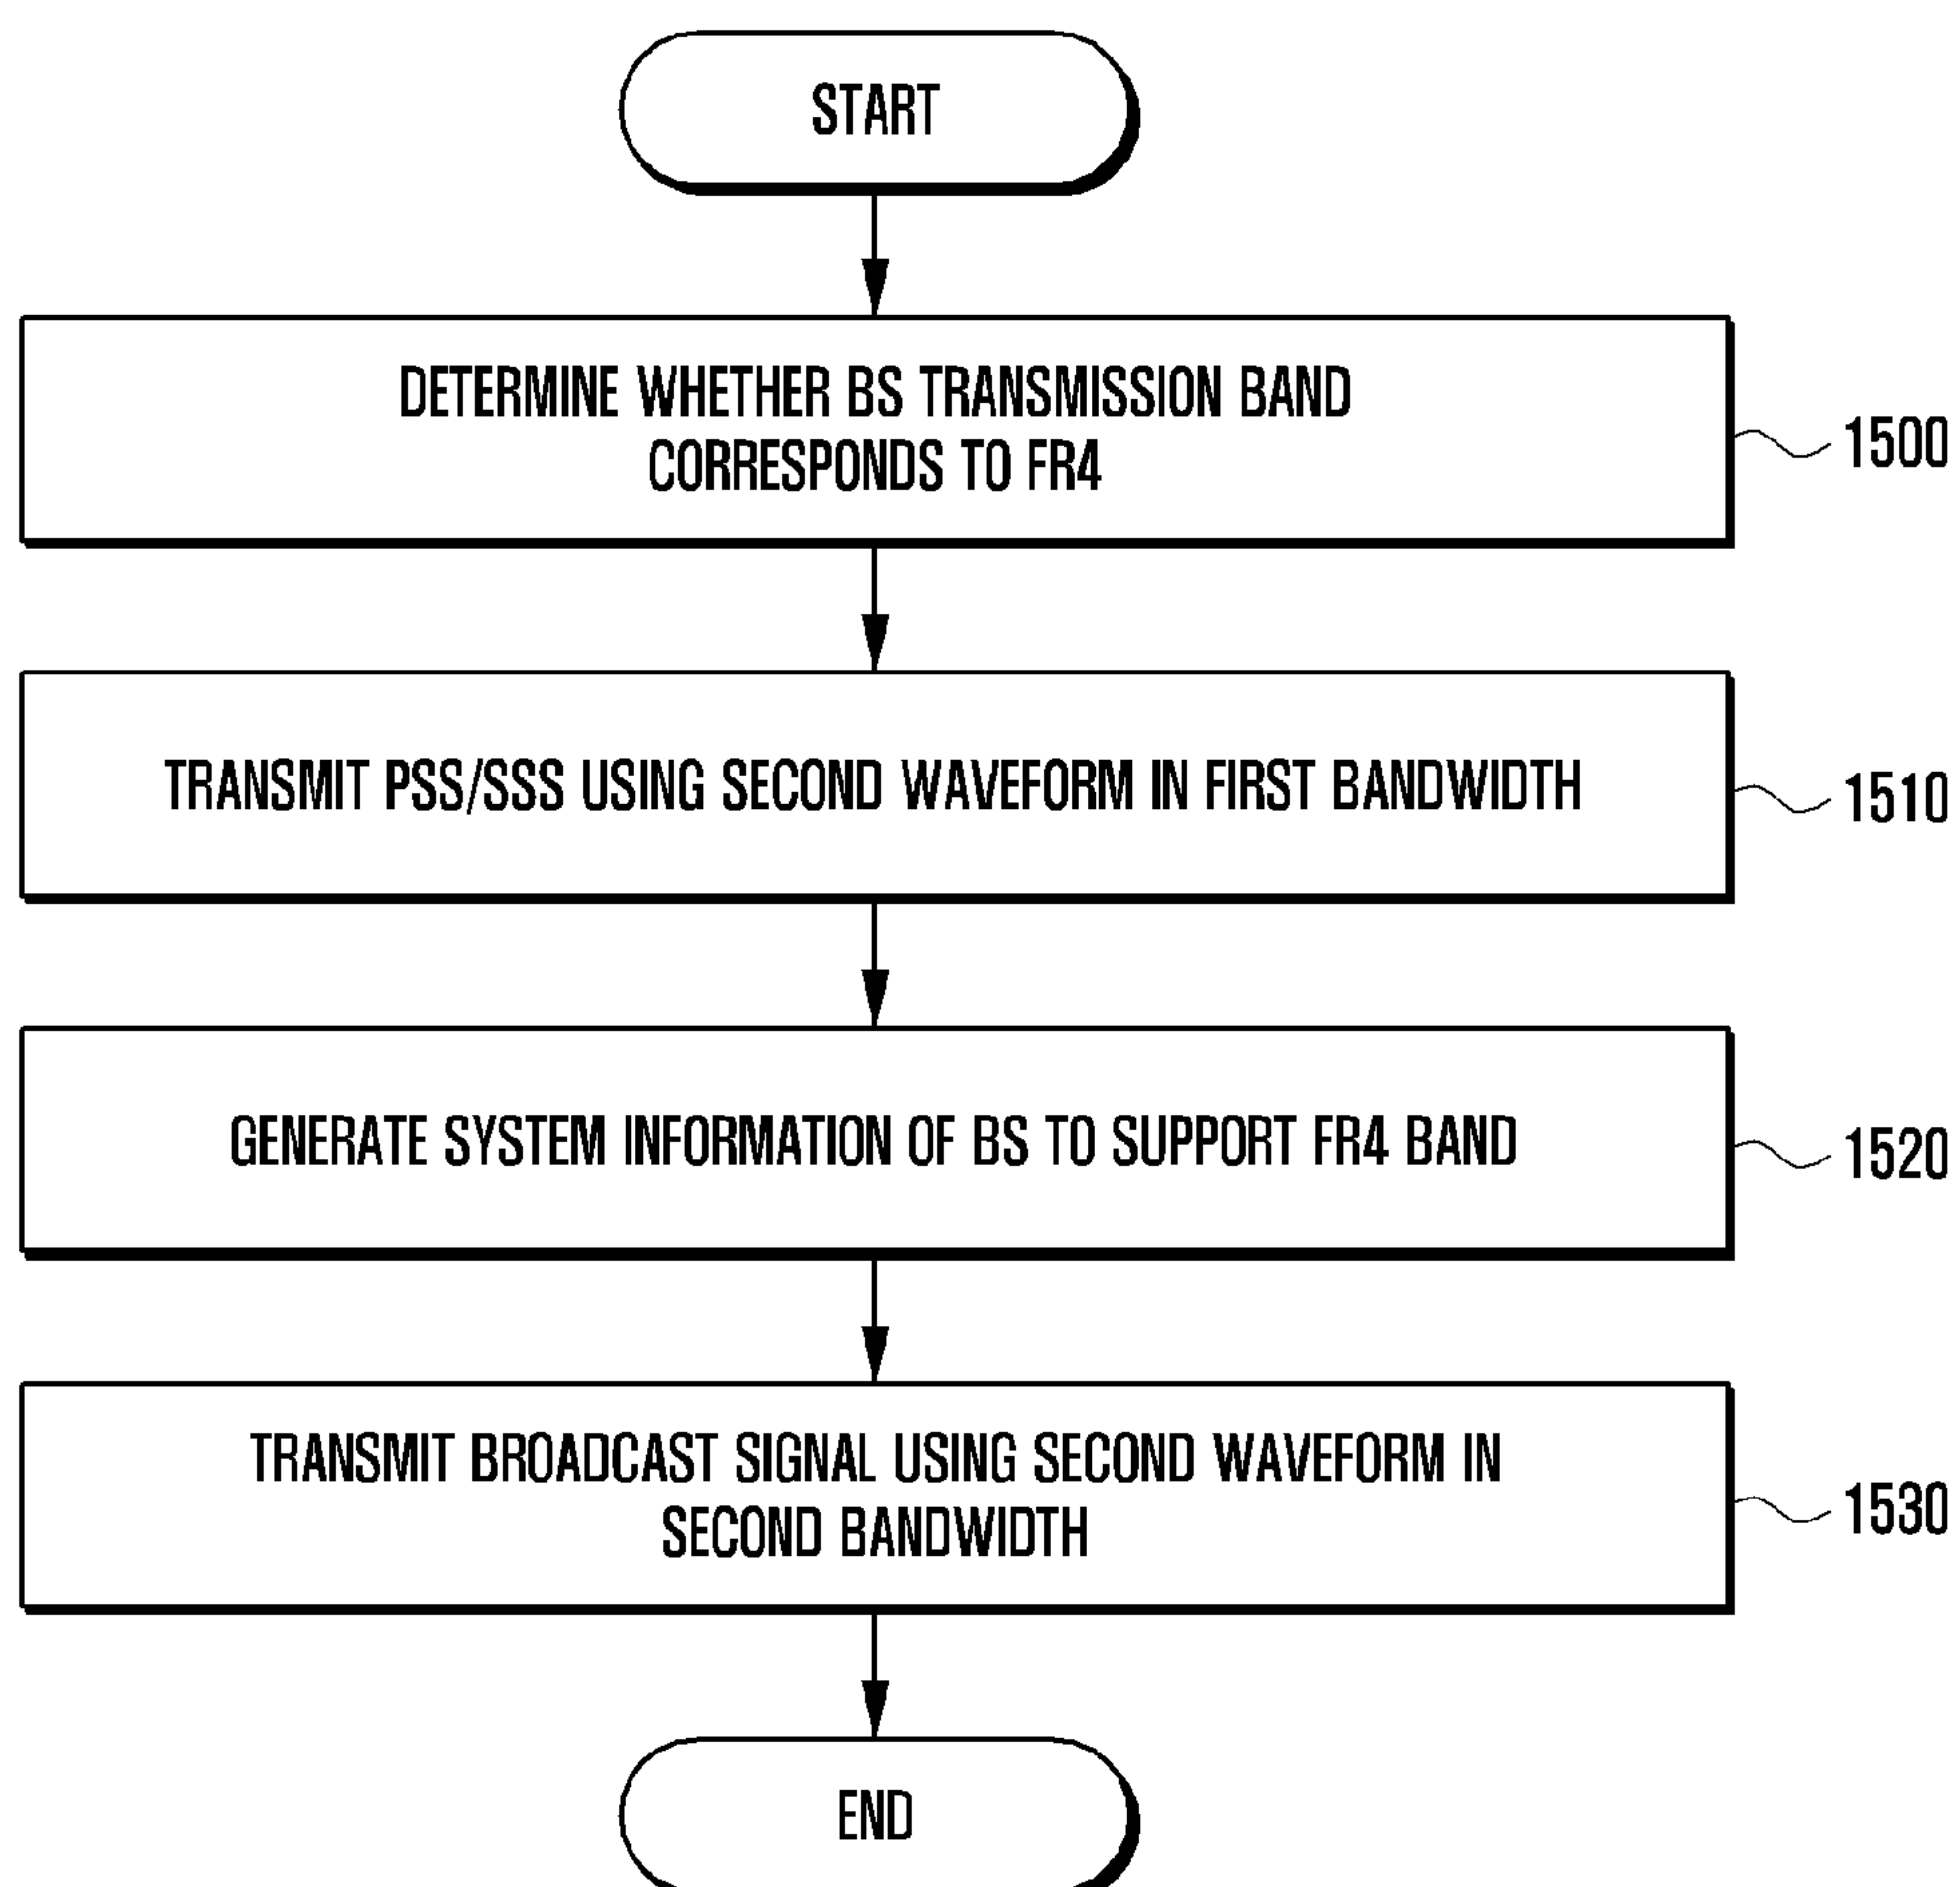 START
DETERMINE WHETHER BS TRANSMISSION BAND
CORRESPONDS TO FR4
1500
TRANSMIT PSS/SSS USING SECOND WAVEFORM IN FIRST BANDWIDTH
1510
GENERATE SYSTEM INFORMATION OF BS TO SUPPORT FR4 BAND
1520
TRANSMIT BROADCAST SIGNAL USING SECOND WAVEFORM IN
SECOND BANDWIDTH
1530
END